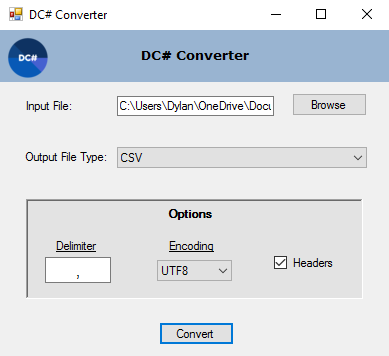 DC# Converter
DC#
DC# Converter
Input File:
C:\Users\Dylan\OneDrive\Docu
Browse
Output File Type:
CSV
Options
Delimiter
Encoding
,
UTF8
Headers
Convert